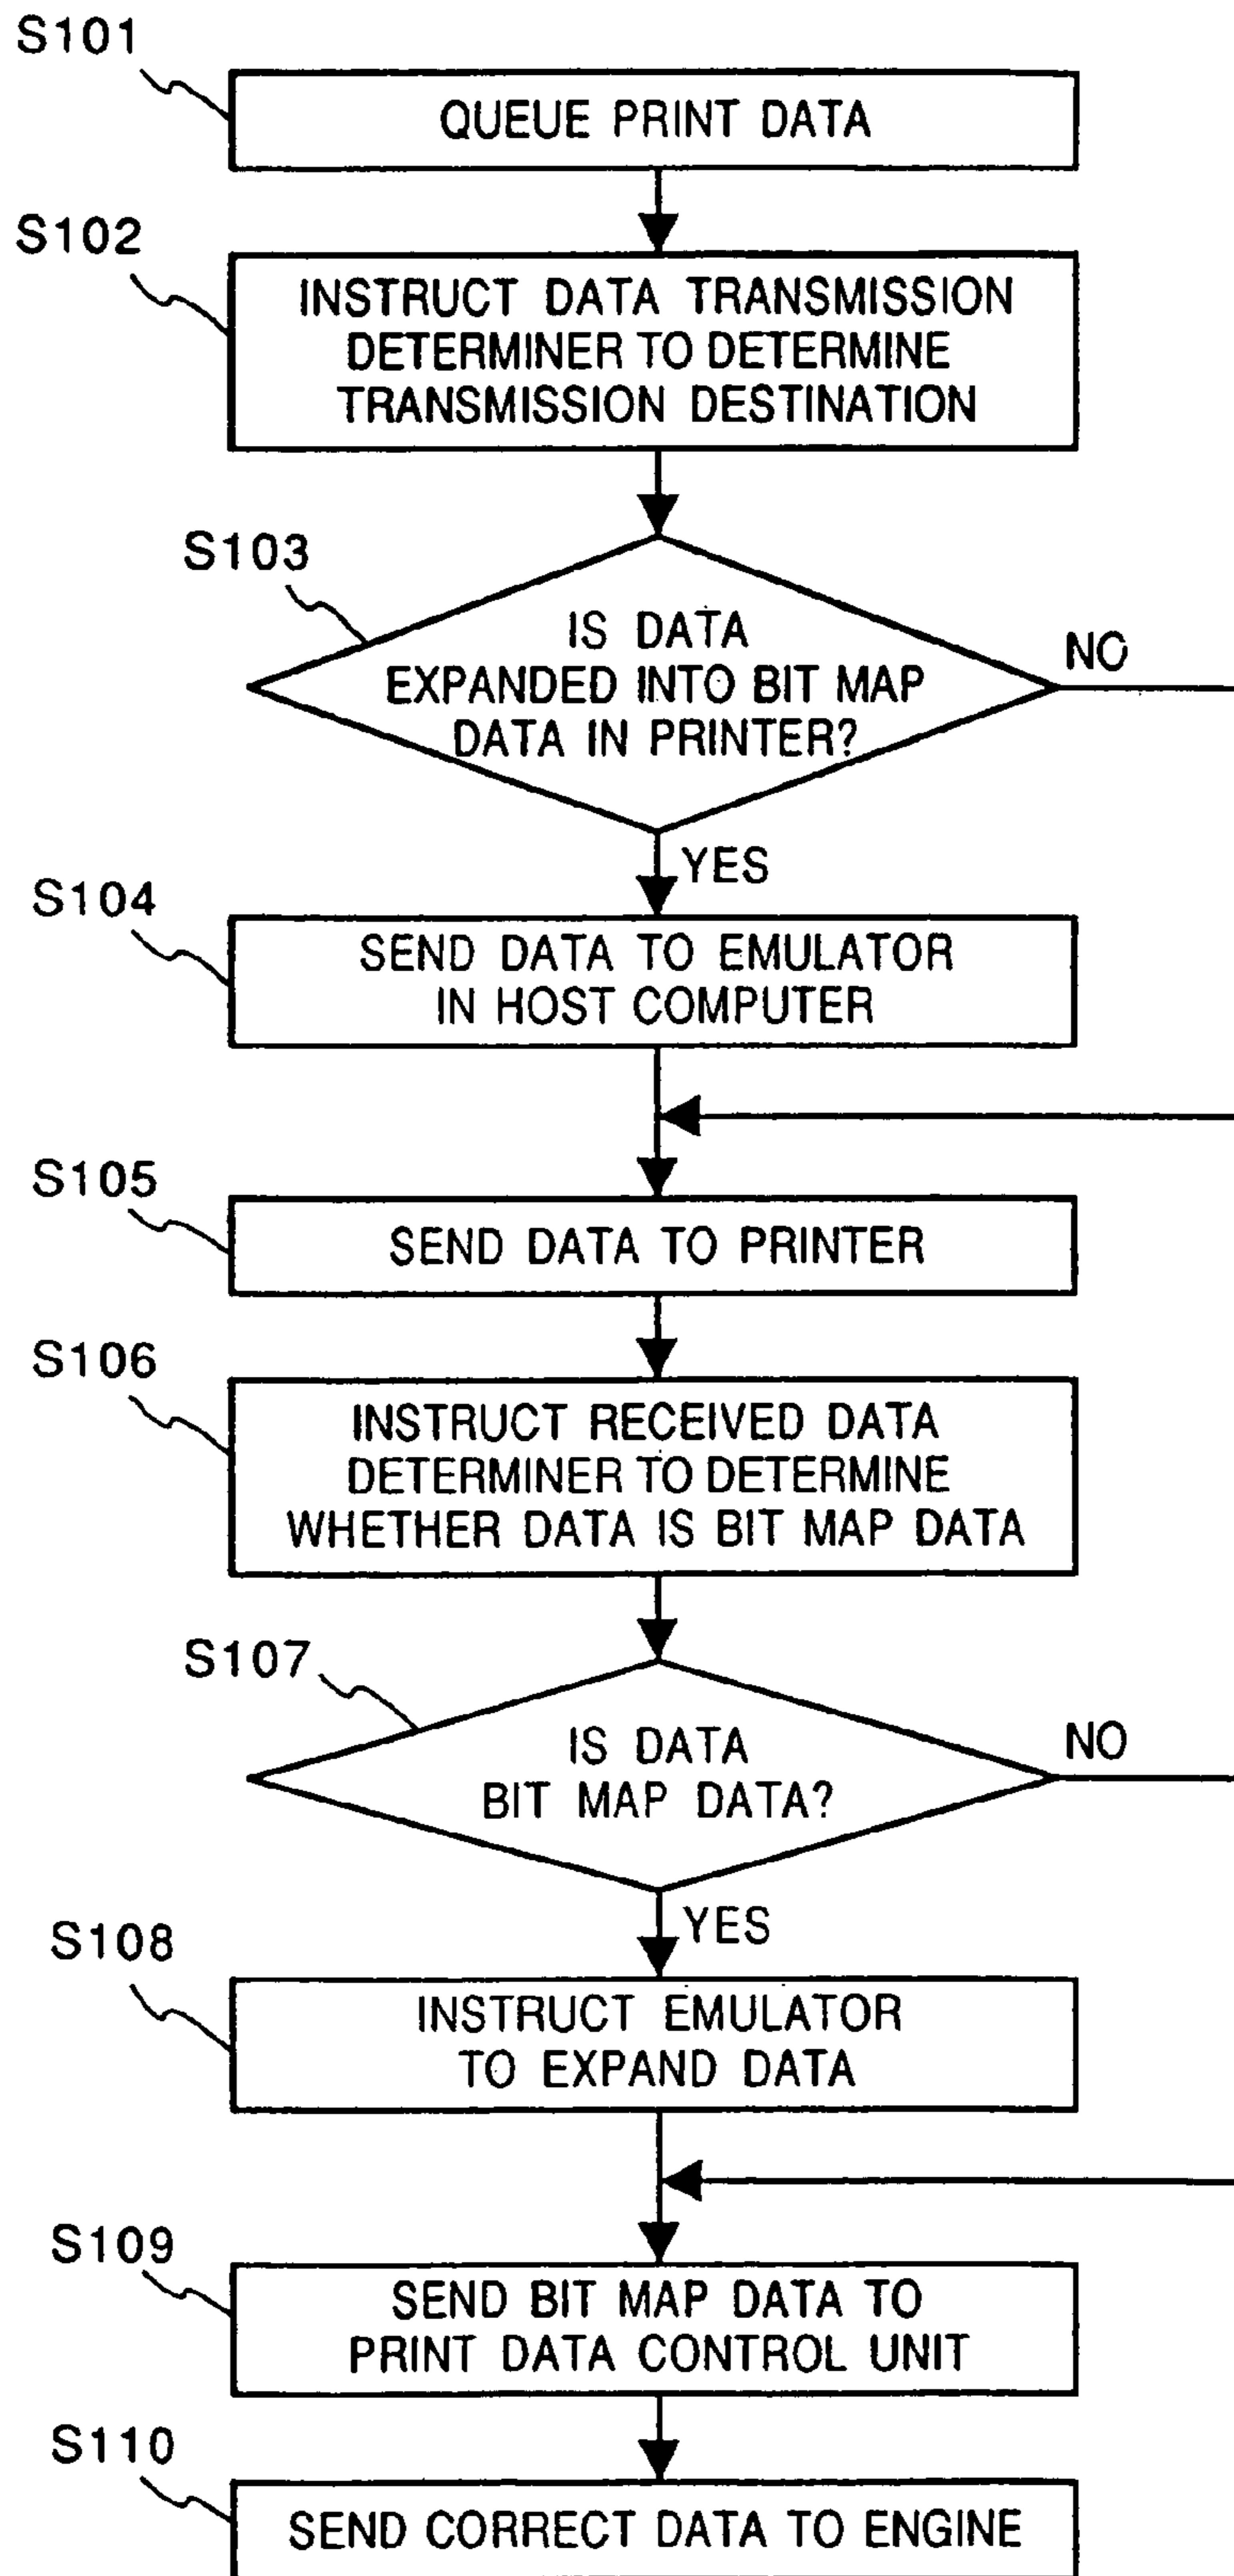 S101
QUEUE PRINT DATA
S102
INSTRUCT DATA TRANSMISSION
DETERMINER TO DETERMINE
TRANSMISSION DESTINATION
S103
IS DATA
EXPANDED INTO BIT MAP
DATA IN PRINTER?
NO
YES
S104
SEND DATA TO EMULATOR
IN HOST COMPUTER
S105
SEND DATA TO PRINTER
S106
INSTRUCT RECEIVED DATA
DETERMINER TO DETERMINE
WHETHER DATA IS BIT MAP DATA
S107
IS DATA
BIT MAP DATA?
NO
YES
S108
INSTRUCT EMULATOR
TO EXPAND DATA
S109
SEND BIT MAP DATA TO
PRINT DATA CONTROL UNIT
S110
SEND CORRECT DATA TO ENGINE